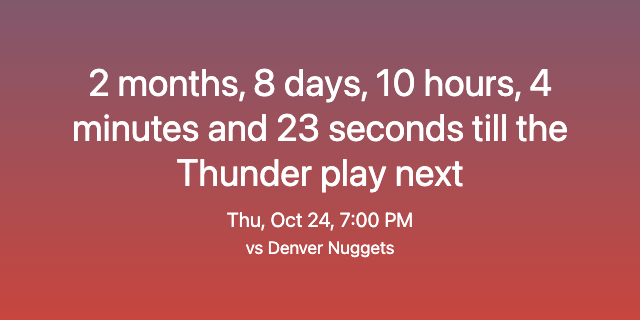 2 months, 8 days, 10 hours, 4
minutes and 23 seconds till the
Thunder play next
Thu, Oct 24, 7:00 PM
vs Denver Nuggets